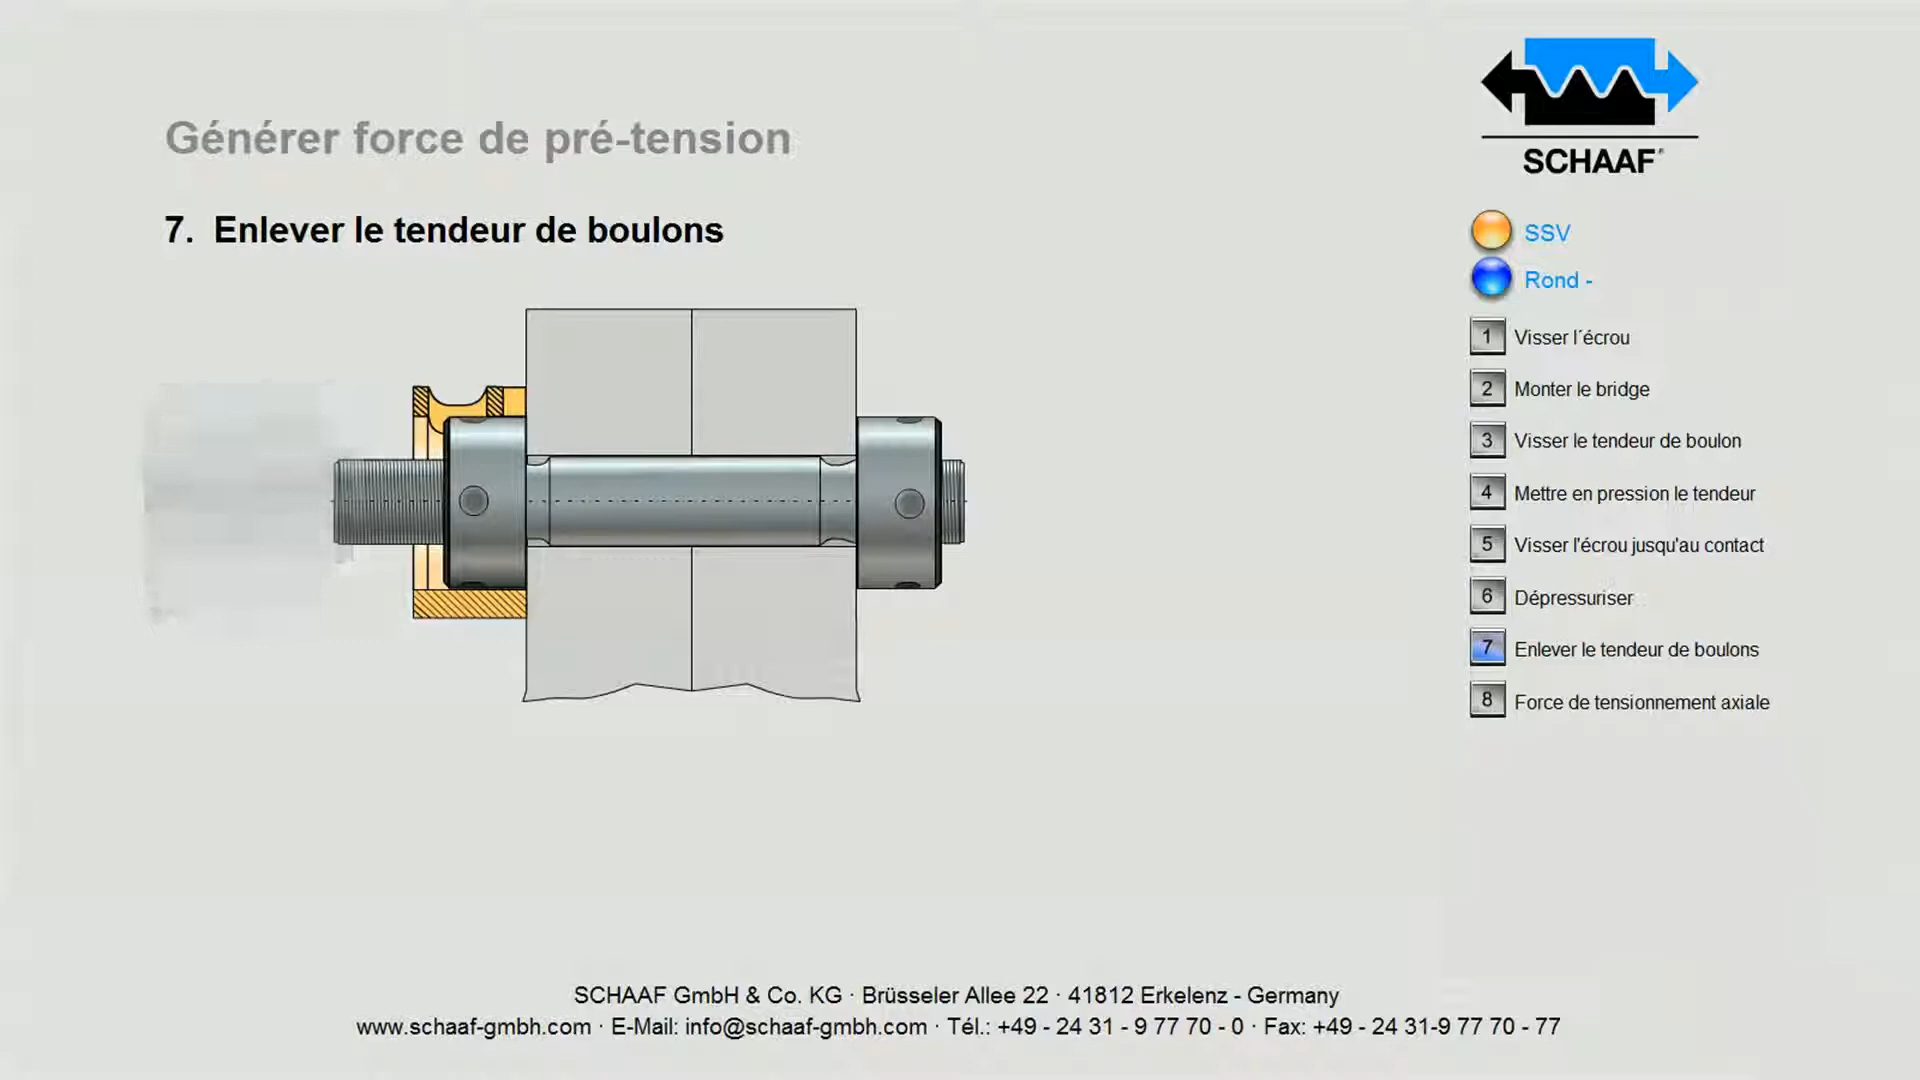 Générer force de pré-tension
7. Enlever le tendeur de boulons
SCHAAF®
SSV
Rond -
1 Visser l´écrou
2 Monter le bridge
3 Visser le tendeur de boulon
4 Mettre en pression le tendeur
5 Visser l'écrou jusqu'au contact
6 Dépressuriser
7 Enlever le tendeur de boulons
8 Force de tensionnement axiale
SCHAAF GmbH & Co. KG · Brüsseler Allee 22 · 41812 Erkelenz - Germany
www.schaaf-gmbh.com · E-Mail: info@schaaf-gmbh.com · Tél.: +49 - 24 31 - 9 77 70 - 0 · Fax: +49 - 24 31-9 77 70 - 77